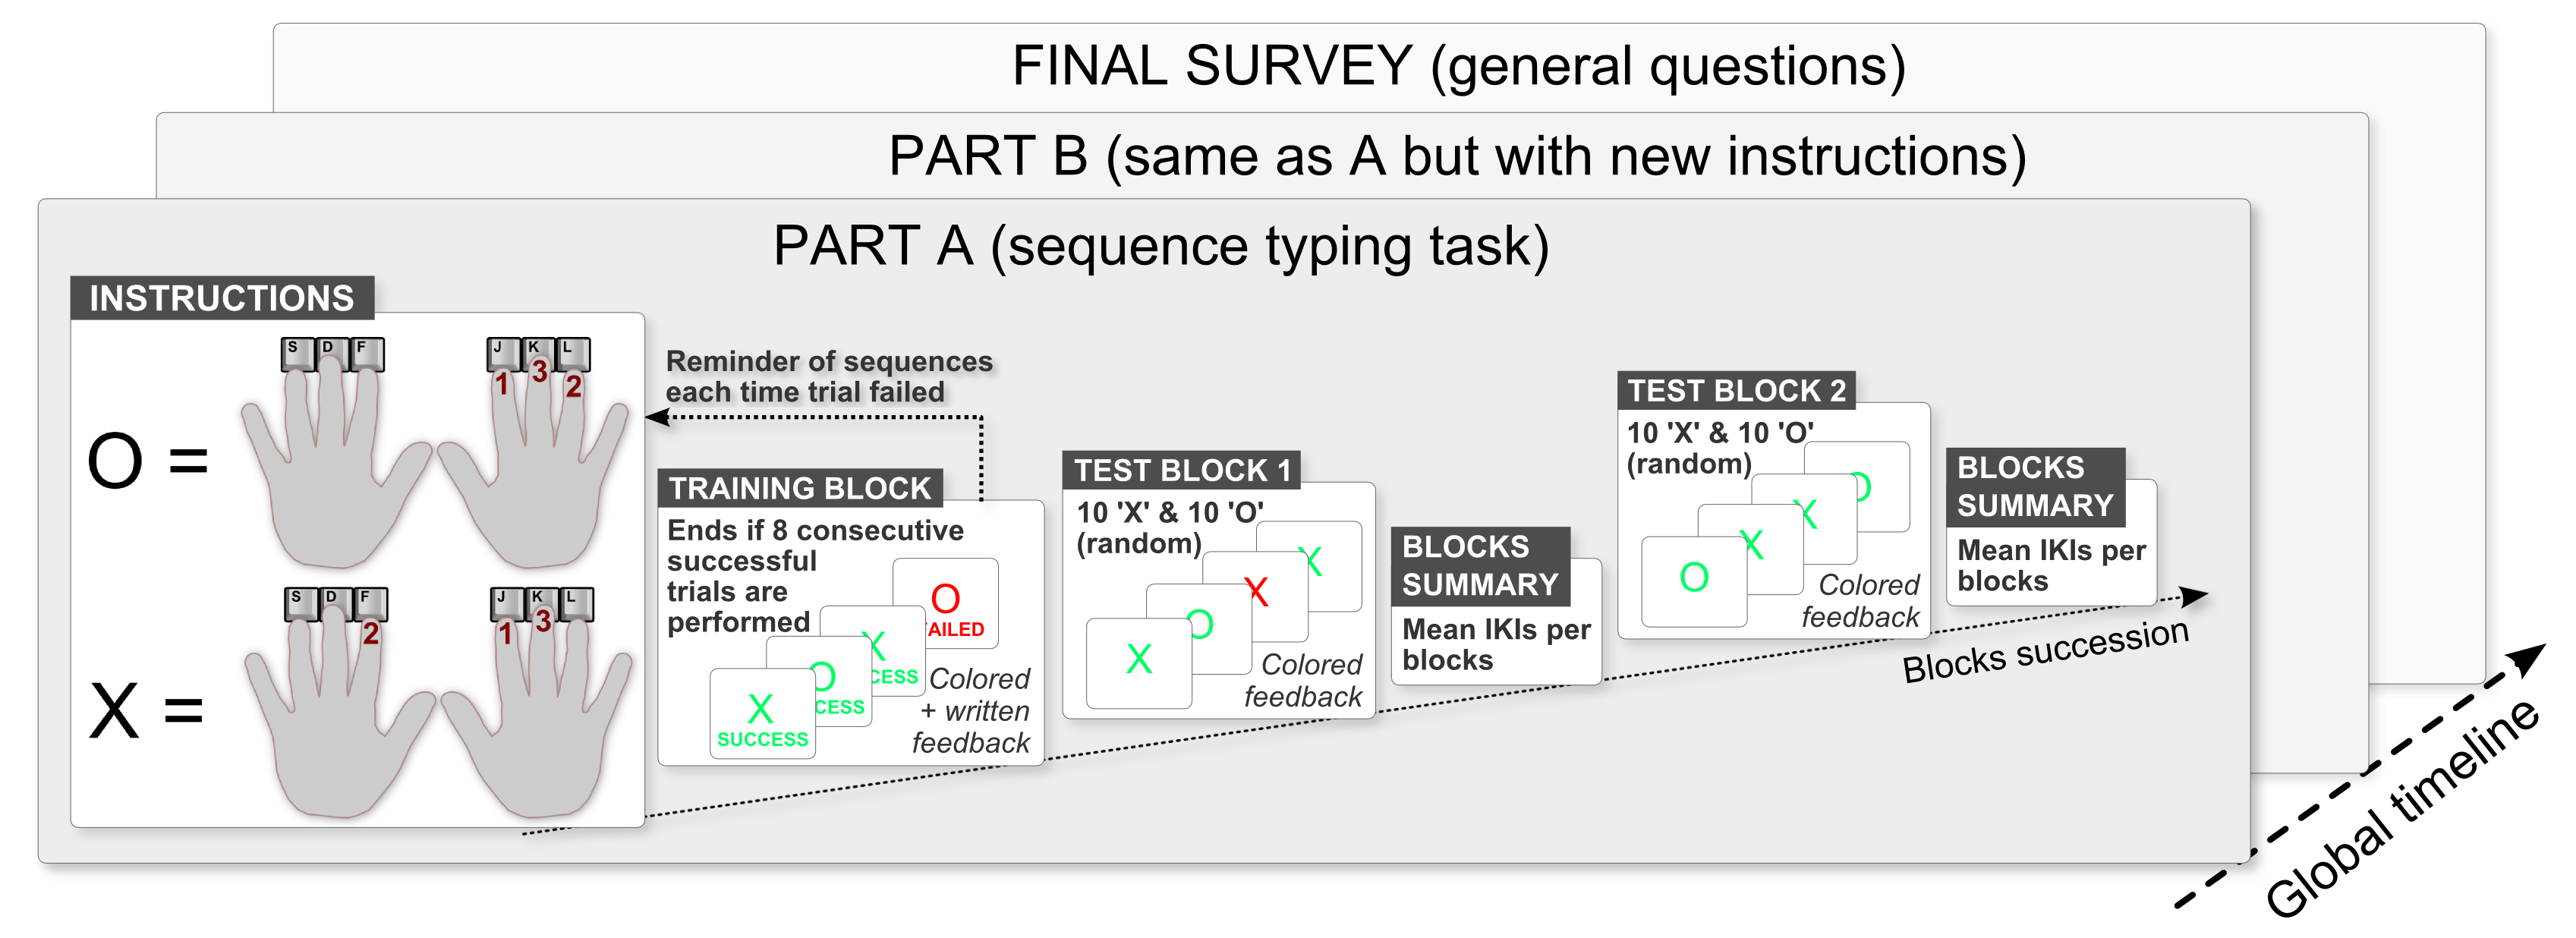 FINAL SURVEY (general questions)
PART B (same as A but with new instructions)
PART A (sequence typing task)
INSTRUCTIONS
S D F J K L
1 3 2
O =
S D F J K L
2 1 3
X =
Reminder of sequences
each time trial failed
TRAINING BLOCK
Ends if 8 consecutive
successful
trials are
performed
O
AILED
X
CESS
O
CESS
X
SUCCESS
Colored
+ written
feedback
TEST BLOCK 1
10 'X' & 10 'O'
(random)
X
X
O
X
Colored
feedback
BLOCKS
SUMMARY
Mean IKIs per
blocks
TEST BLOCK 2
10 'X' & 10 'O'
(random)
O
X
X
O
Colored
feedback
BLOCKS
SUMMARY
Mean IKIs per
blocks
Blocks succession
Global timeline